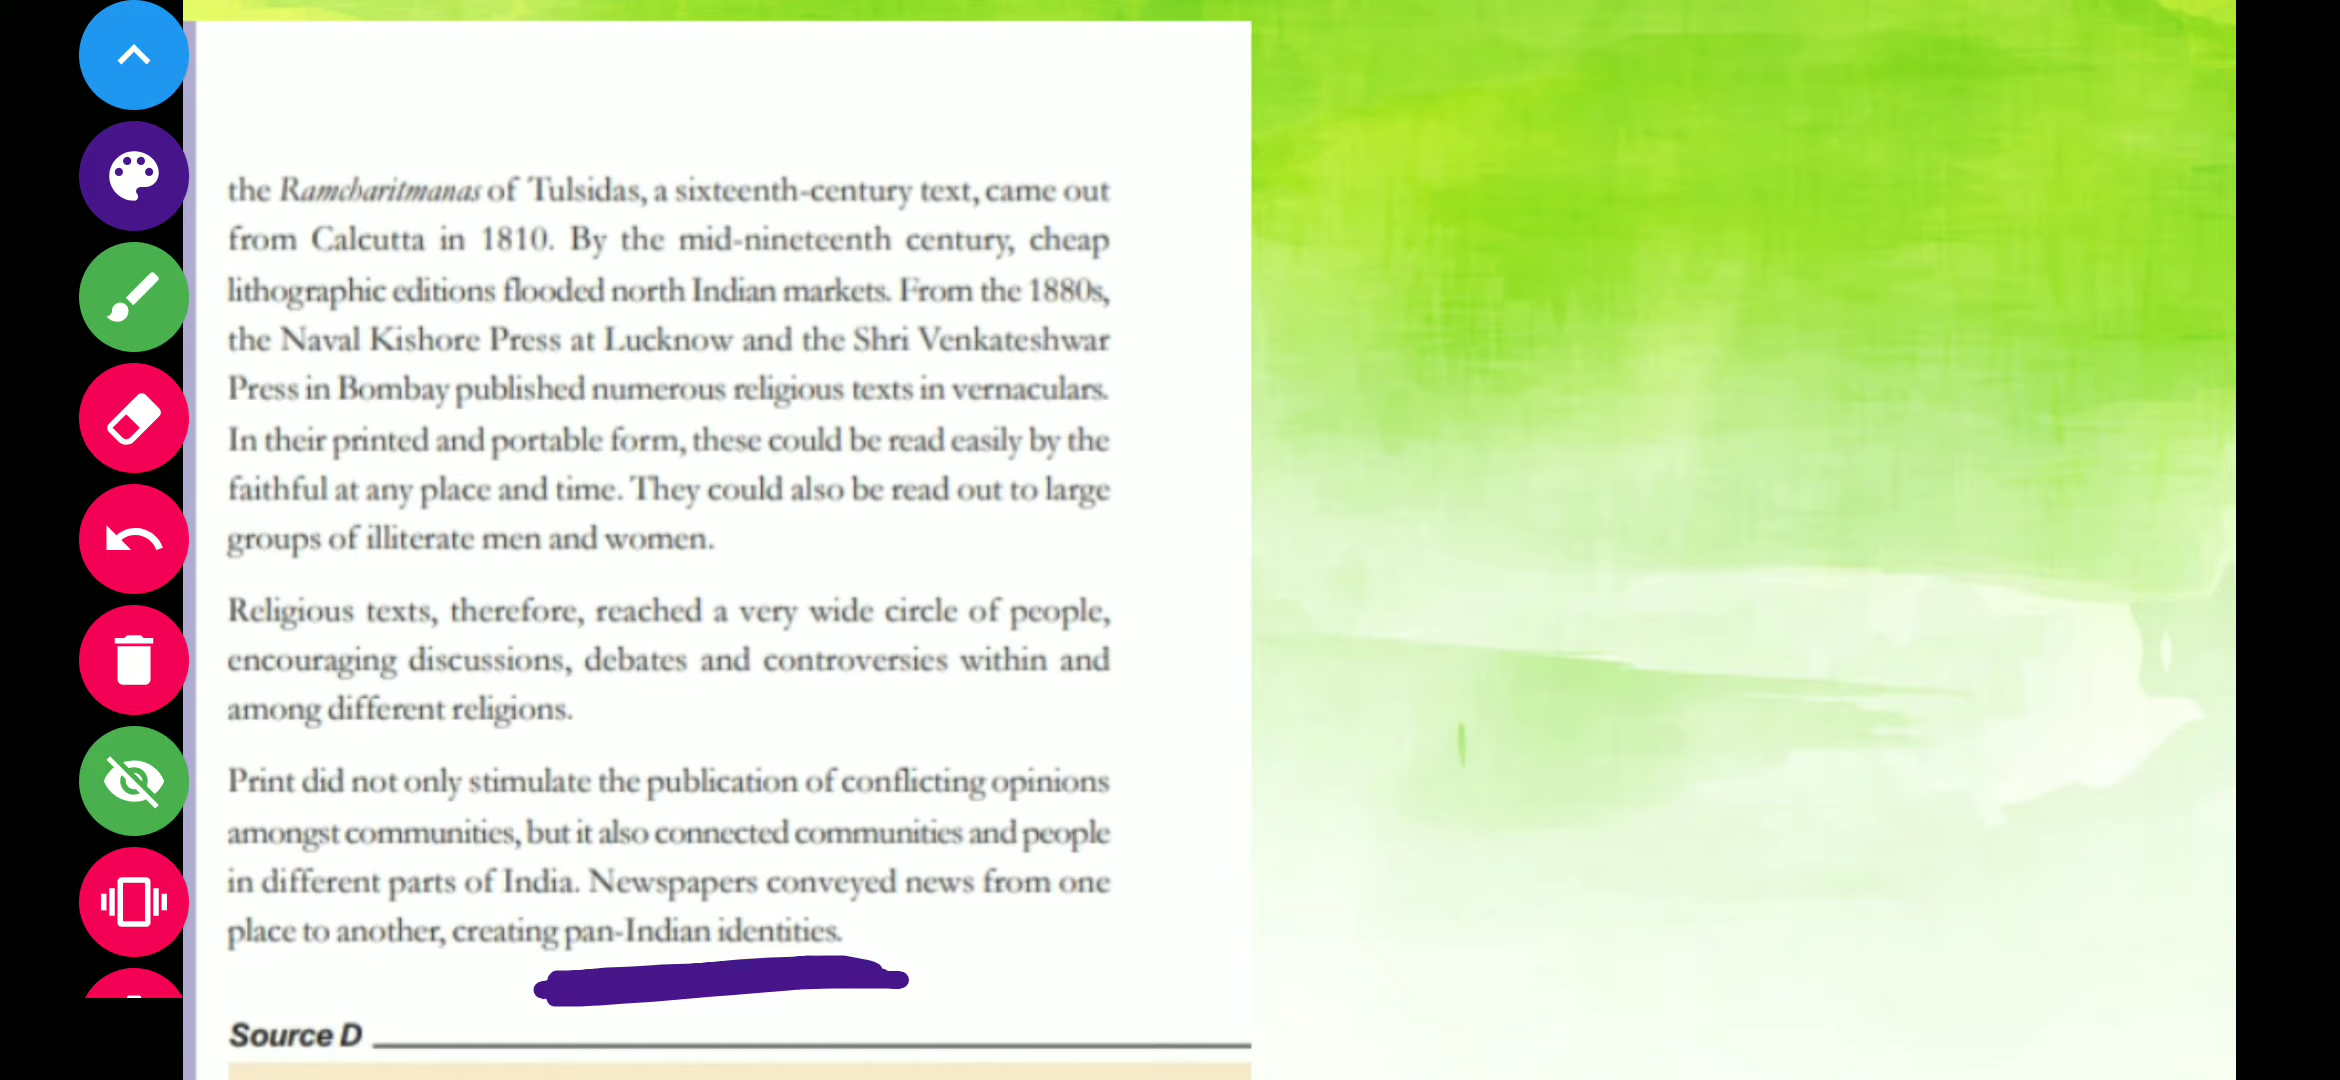 the Ramcharitmanas of Tulsidas, a sixteenth-century text, came out
from Calcutta in 1810. By the mid-nineteenth century, cheap
lithographic editions flooded north Indian markets. From the 1880s,
the Naval Kishore Press at Lucknow and the Shri Venkateshwar
Press in Bombay published numerous religious texts in vernaculars.
In their printed and portable form, these could be read easily by the
faithful at any place and time. They could also be read out to large
groups of illiterate men and women.
Religious texts, therefore, reached a very wide circle of people,
encouraging discussions, debates and controversies within and
among different religions.
Print did not only stimulate the publication of conflicting opinions
amongst communities, but it also connected communities and people
in different parts of India. Newspapers conveyed news from one
place to another, creating pan-Indian identities.
Source D